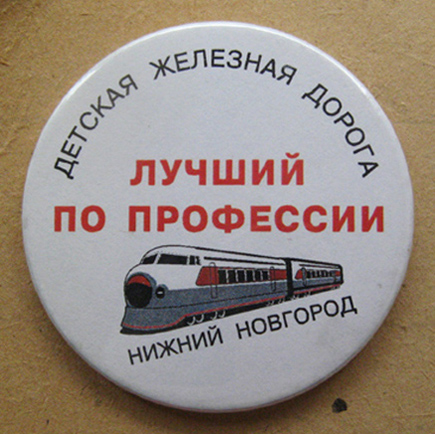 ДЕТСКАЯ ЖЕЛЕЗНАЯ ДОРОГА
ЛУЧШИЙ
ПО ПРОФЕССИИ
НИЖНИЙ НОВГОРОД